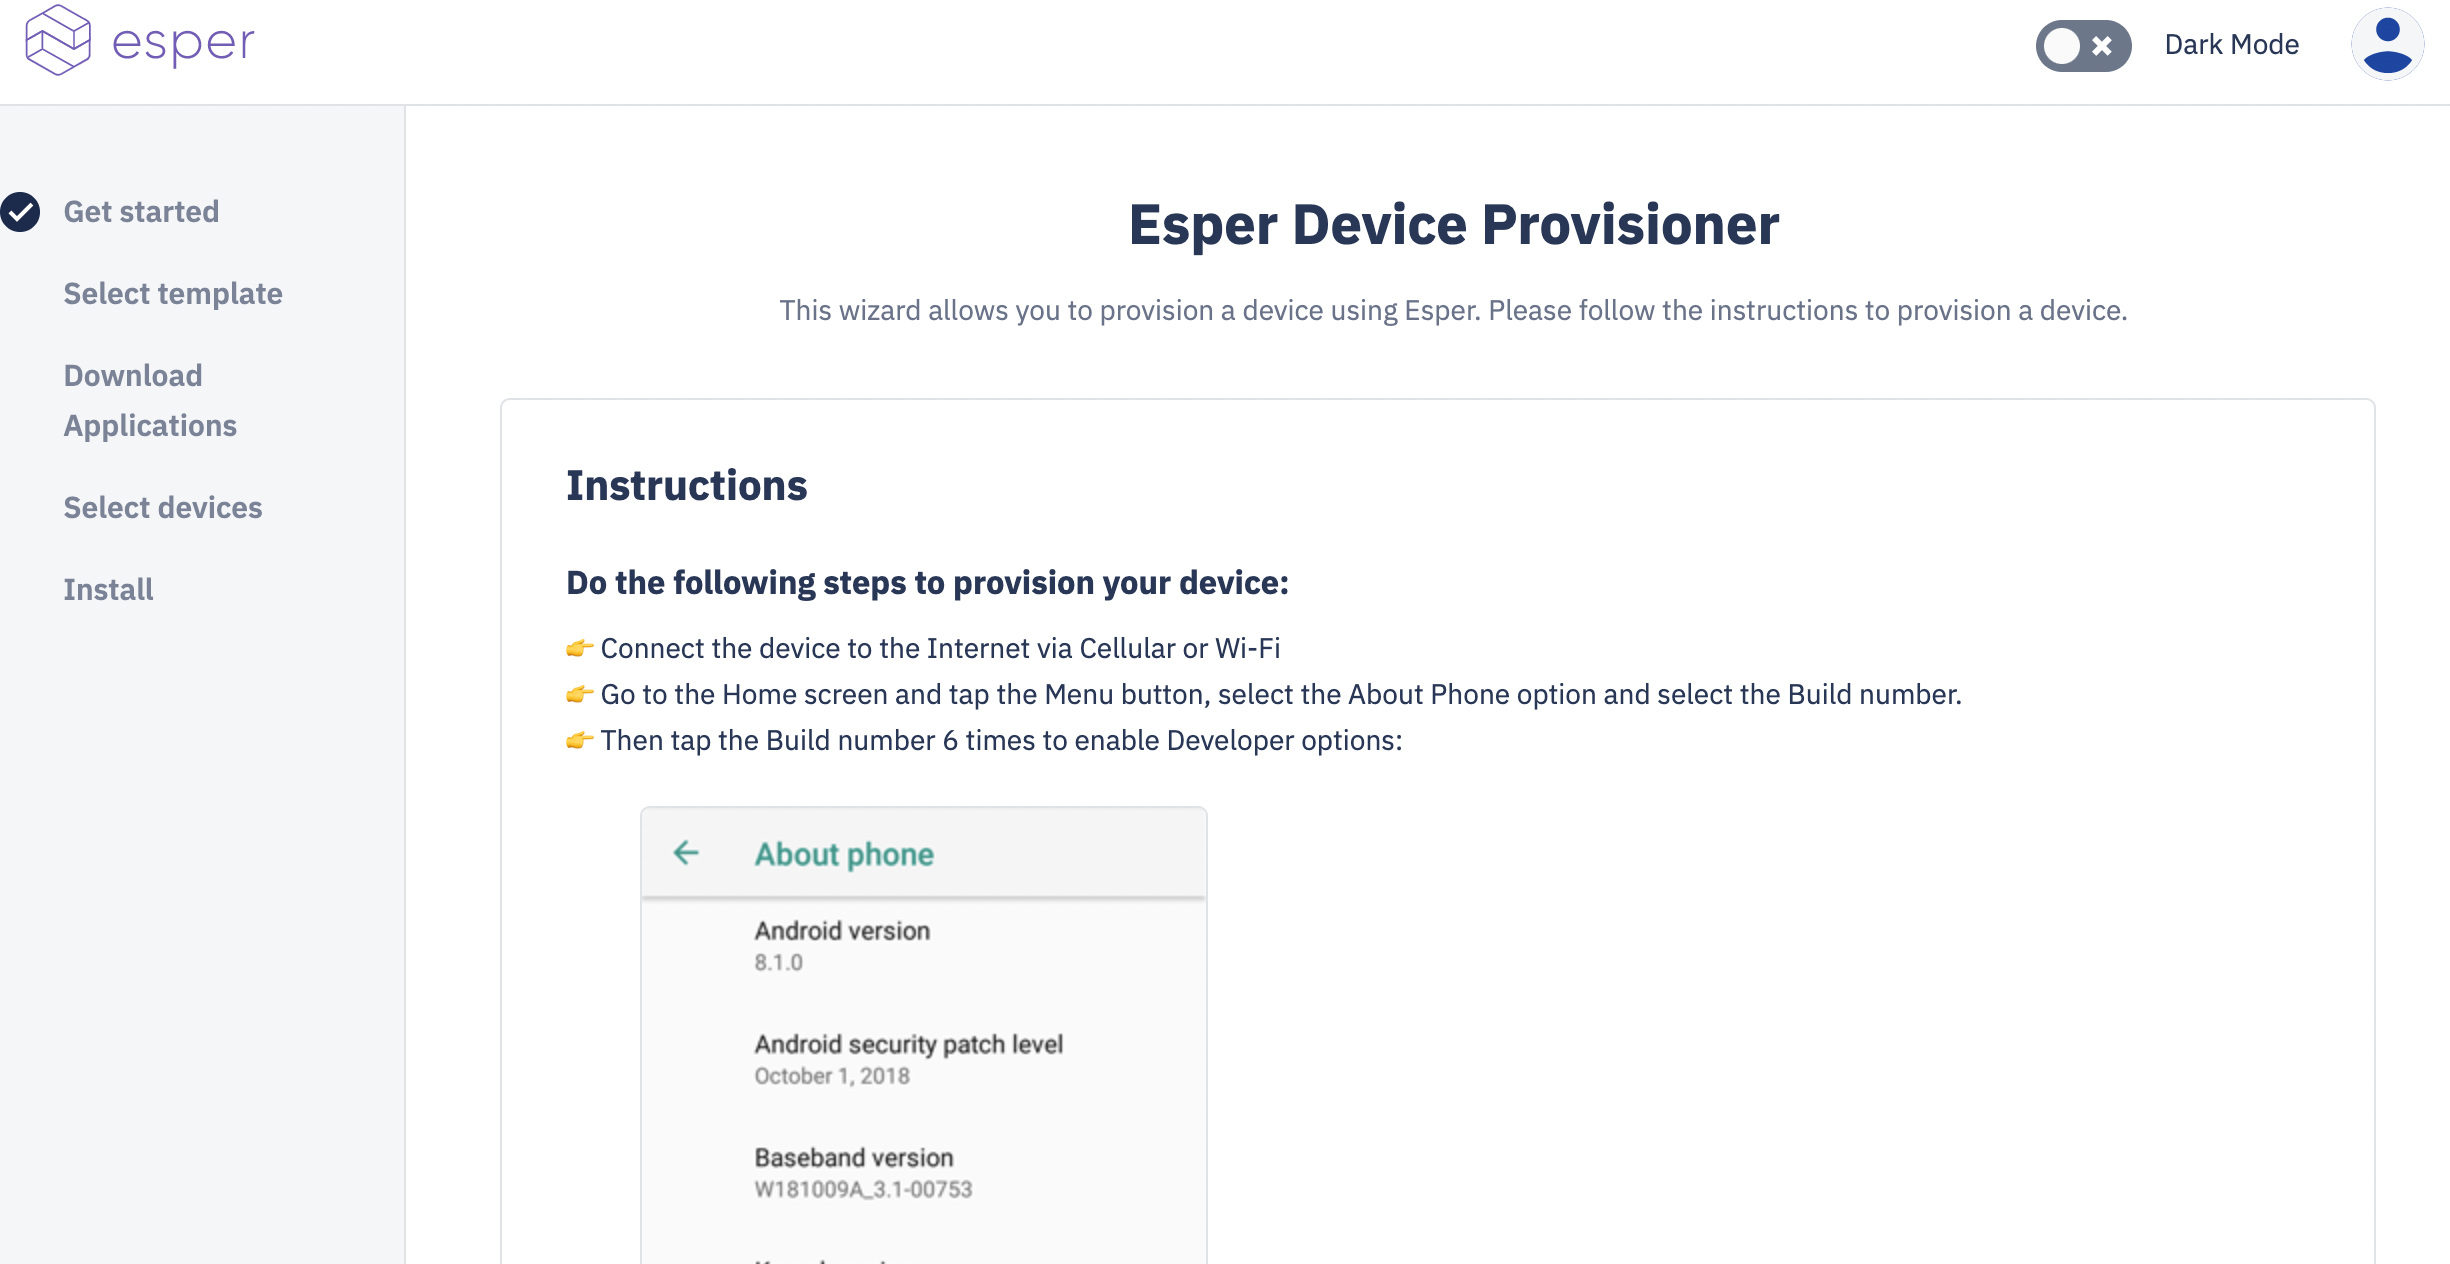 esper
Dark Mode
Get started
Select template
Download
Applications
Select devices
Install
Esper Device Provisioner
This wizard allows you to provision a device using Esper. Please follow the instructions to provision a device.
Instructions
Do the following steps to provision your device:
👉 Connect the device to the Internet via Cellular or Wi-Fi
👉 Go to the Home screen and tap the Menu button, select the About Phone option and select the Build number.
👉 Then tap the Build number 6 times to enable Developer options:
About phone
Android version
8.1.0
Android security patch level
October 1, 2018
Baseband version
W181009A_3.1-00753